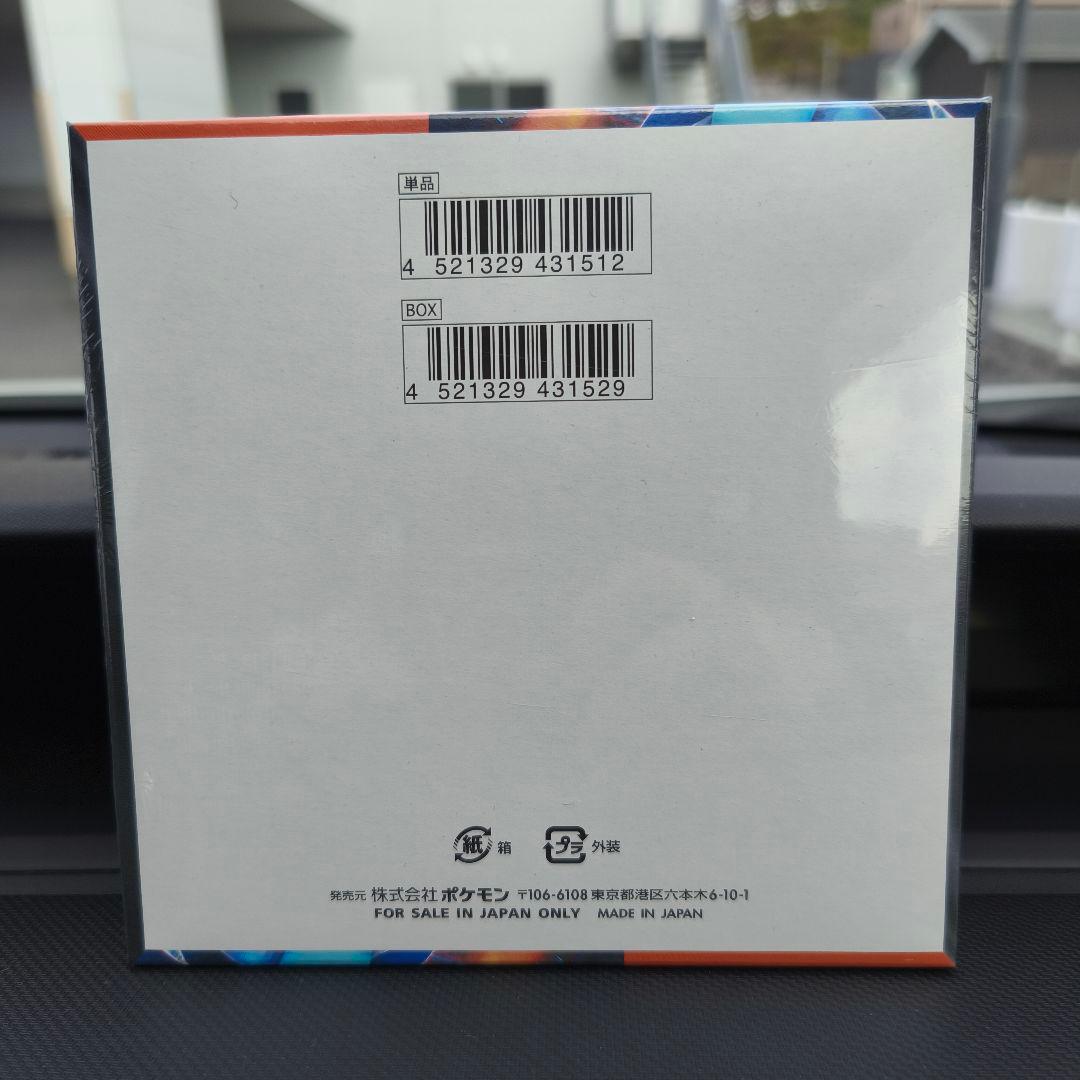 単品
4 521329 431512
BOX
4 521329 431529
紙 箱 プラ 外装
発売元 株式会社 ポケモン 〒106-6108 東京都港区六本木6-10-1
FOR SALE IN JAPAN ONLY MADE IN JAPAN